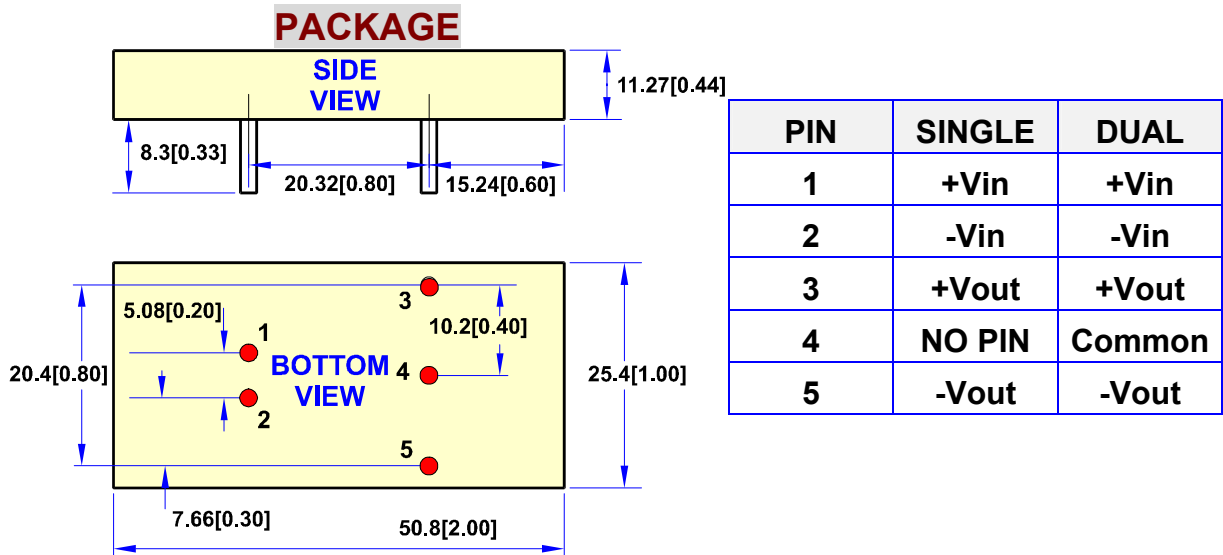 PACKAGE
SIDE
VIEW
11.27[0.44]
8.3[0.33]
20.32[0.80]
15.24[0.60]
3
5.08[0.20]
10.2[0.40]
1
20.4[0.80]
BOTTOM
VIEW
4
25.4[1.00]
2
5
7.66[0.30]
50.8[2.00]
PIN SINGLE DUAL
1 +Vin +Vin
2 -Vin -Vin
3 +Vout +Vout
4 NO PIN Common
5 -Vout -Vout